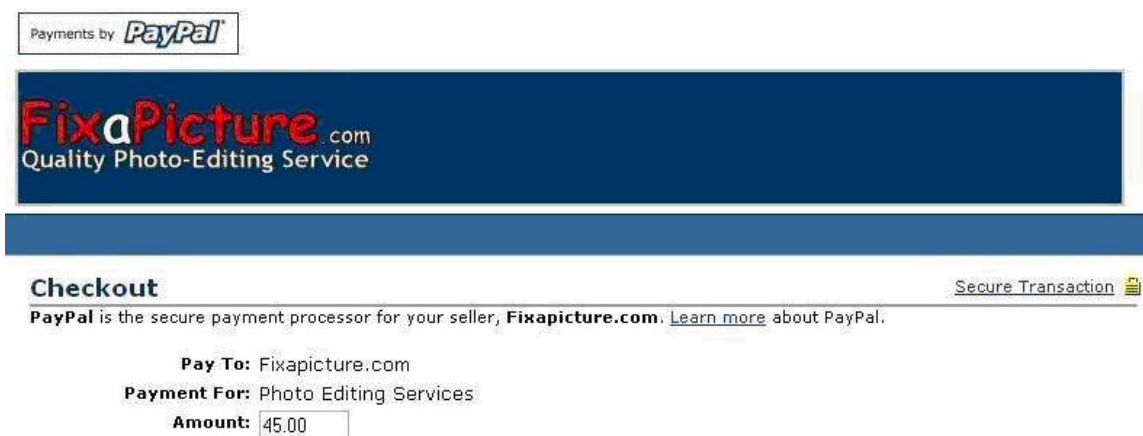 Payments by PayPal
FixaPicture.com
Quality Photo-Editing Service
Checkout
Secure Transaction
PayPal is the secure payment processor for your seller, Fixapicture.com. Learn more about PayPal.
Pay To: Fixapicture.com
Payment For: Photo Editing Services
Amount: 45.00